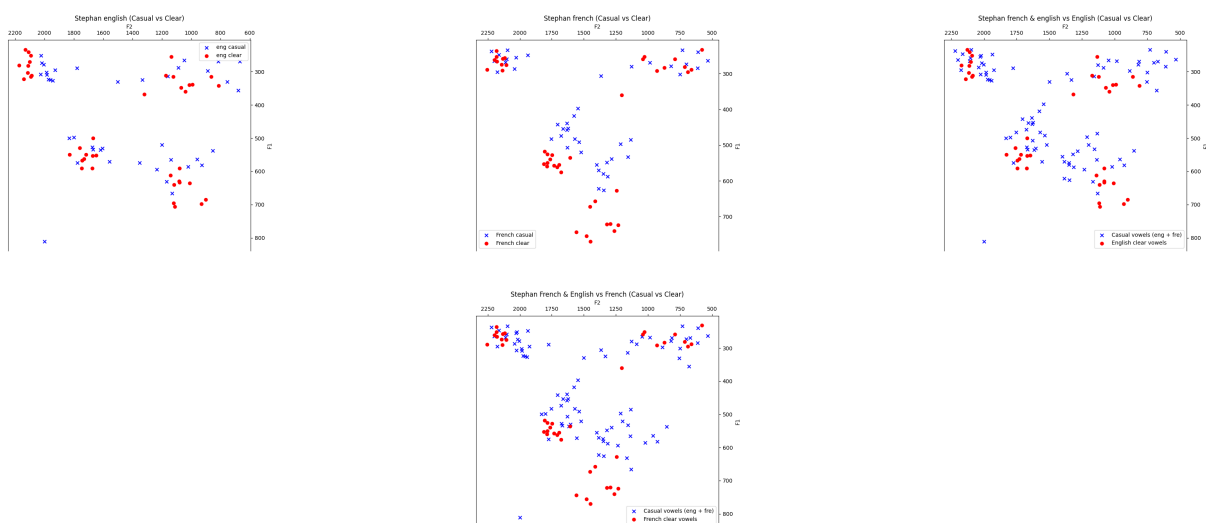 Stephan english (Casual vs Clear)
F2
2200 2000 1800 1600 1400 1200 1000 800
eng casual
eng clear
300
400
500
600
700
800
F1
Stephan french (Casual vs Clear)
F2
2250 2000 1750 1500 1250 1000 750 500
300
400
500
600
700
F1
French casual
French clear
Stephan french & english vs English (Casual vs Clear)
F2
2250 2000 1750 1500 1250 1000 750 500
300
400
500
600
700
800
Casual vowels (eng + fre)
English clear vowels
Stephan French & English vs French (Casual vs Clear)
F2
2250 2000 1750 1500 1250 1000 750 500
300
400
500
600
700
800
F1
Casual vowels (eng + fre)
French clear vowels